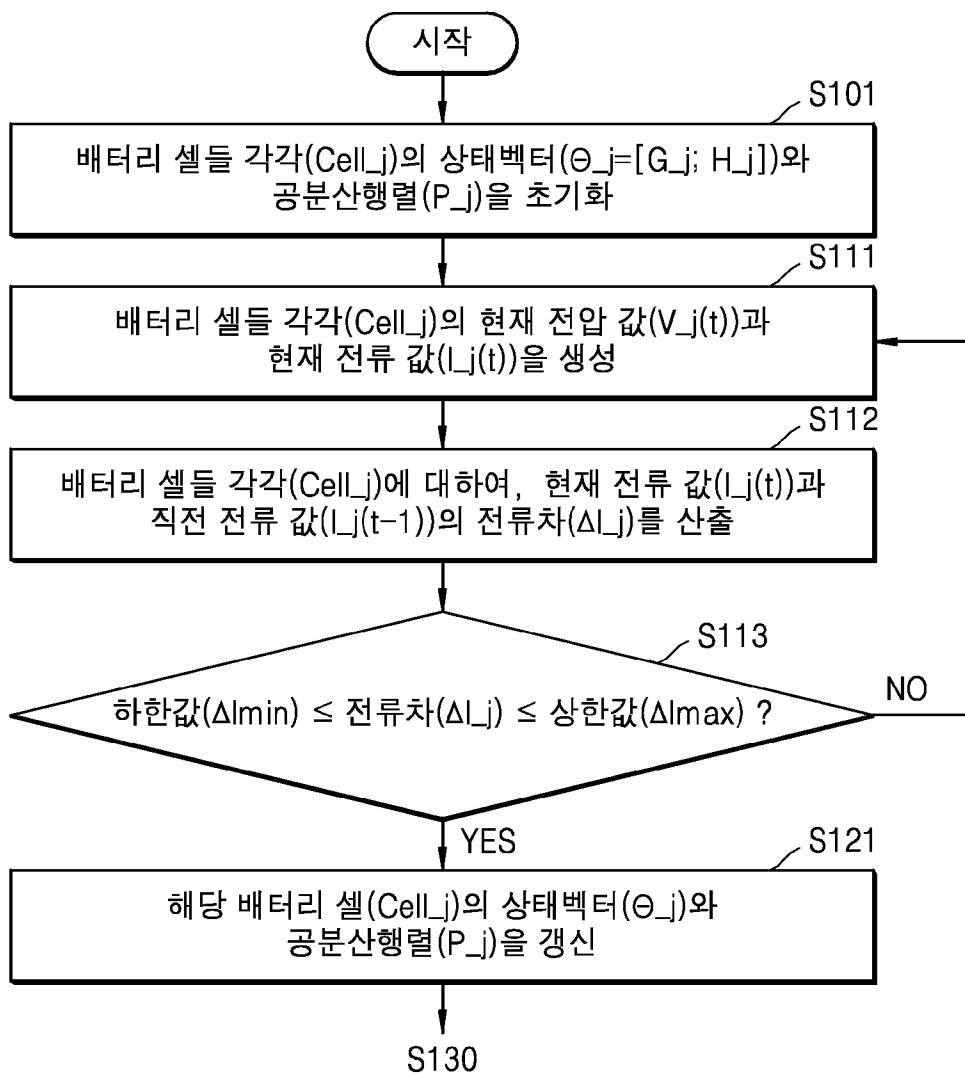 시작
S101
배터리 셀들 각각(Cell_j)의 상태벡터(Θ_j=[G_j; H_j])와
공분산행렬(P_j)을 초기화
S111
배터리 셀들 각각(Cell_j)의 현재 전압 값(V_j(t))과
현재 전류 값(I_j(t))을 생성
S112
배터리 셀들 각각(Cell_j)에 대하여, 현재 전류 값(I_j(t))과
직전 전류 값(I_j(t-1))의 전류차(ΔI_j)를 산출
S113
하한값(ΔImin) ≤ 전류차(ΔI_j) ≤ 상한값(ΔImax) ?
NO
YES
S121
해당 배터리 셀(Cell_j)의 상태벡터(Θ_j)와
공분산행렬(P_j)을 갱신
S130